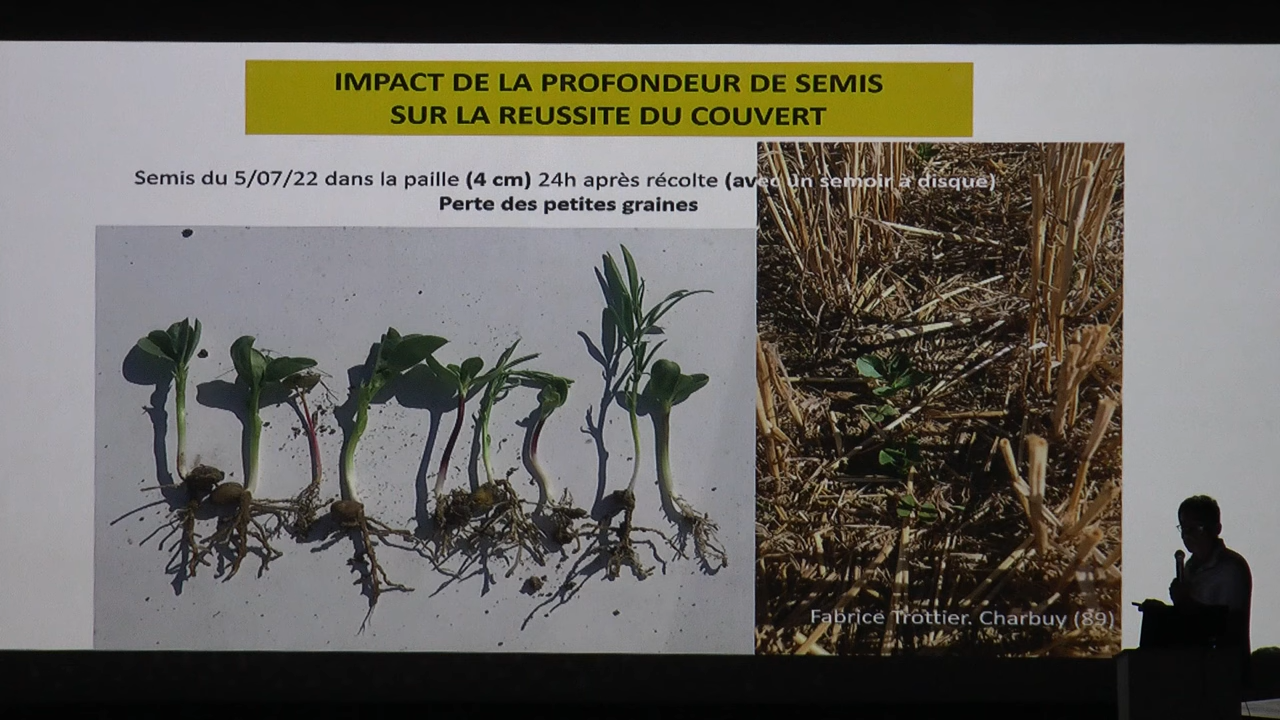 IMPACT DE LA PROFONDEUR DE SEMIS
SUR LA REUSSITE DU COUVERT
Semis du 5/07/22 dans la paille (4 cm) 24h après récolte (avec un semoir à disque)
Perte des petites graines
Fabrice Trottier. Charbuy (89)